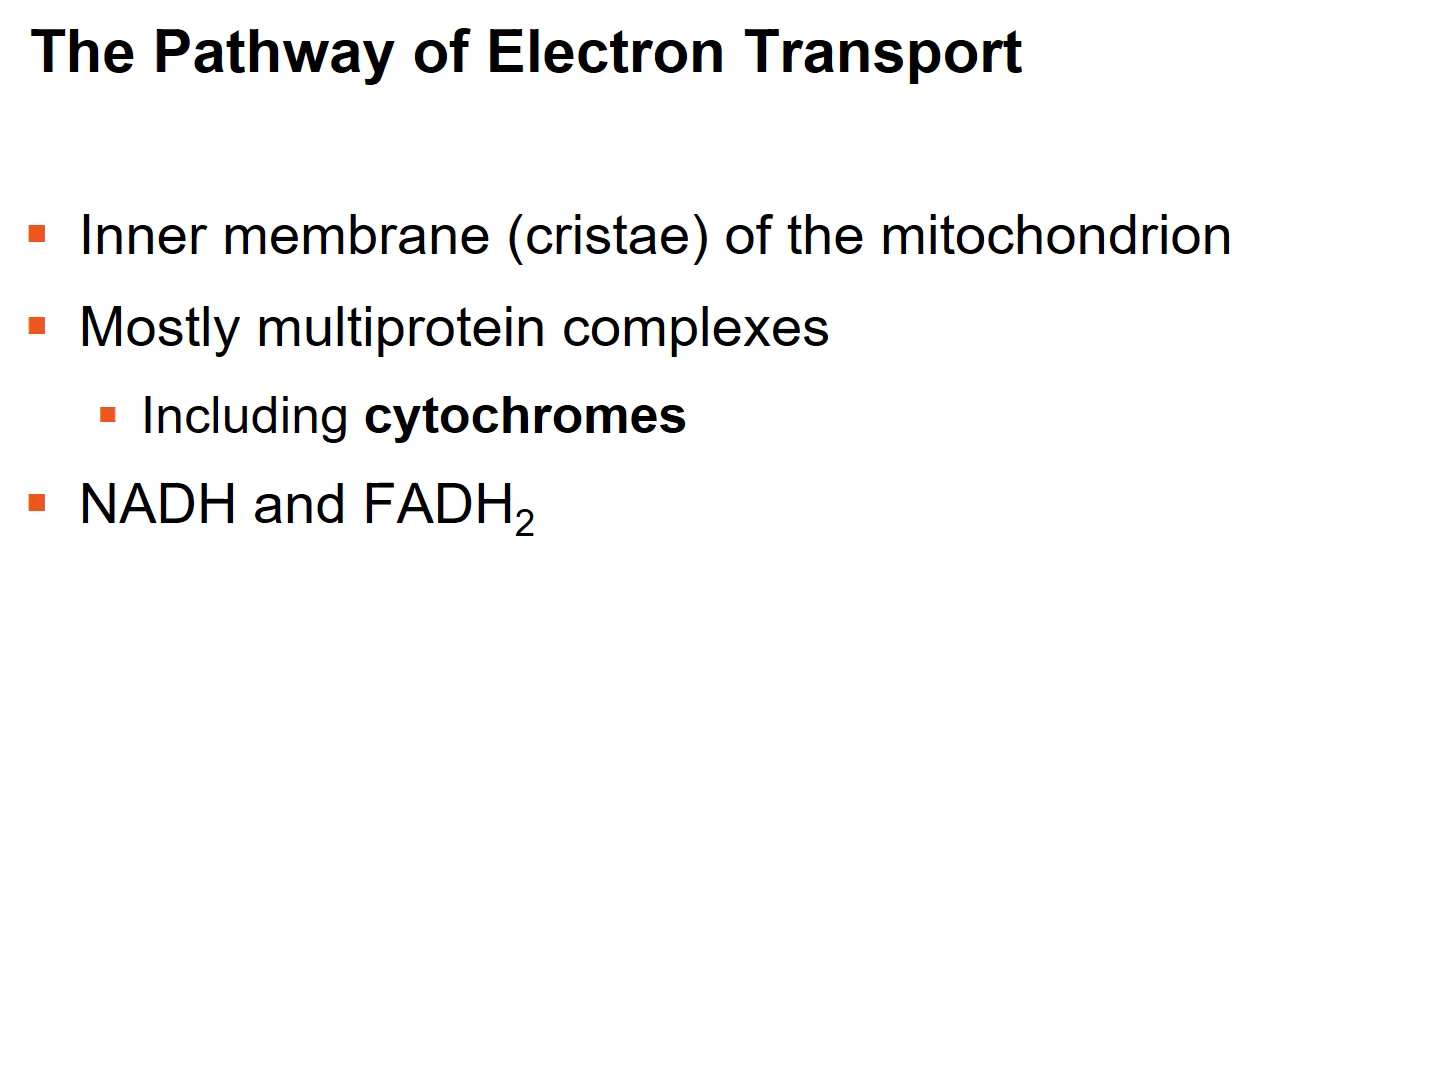 The Pathway of Electron Transport
▪ Inner membrane (cristae) of the mitochondrion
▪ Mostly multiprotein complexes
▪ Including cytochromes
▪ NADH and FADH₂